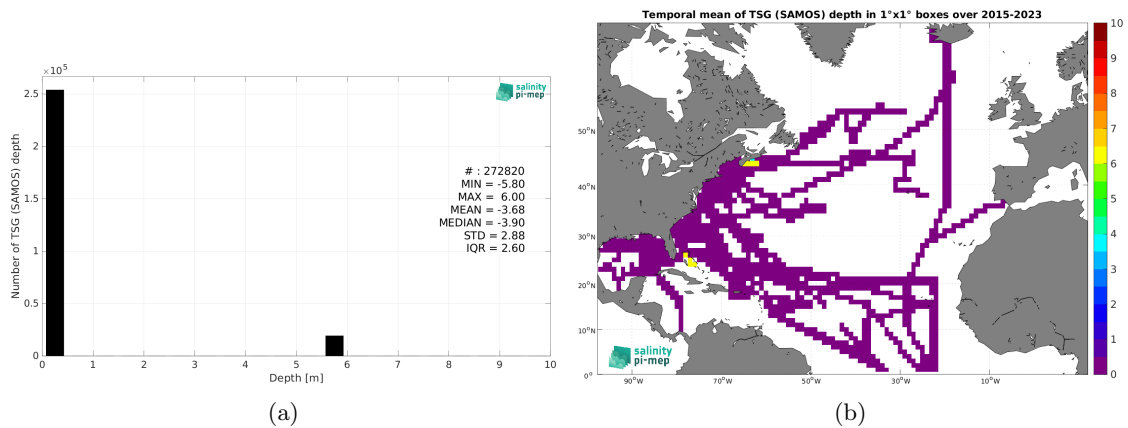 ×10⁵
2.5
2
1.5
1
0.5
0
0 1 2 3 4 5 6 7 8 9 10
Number of TSG (SAMOS) depth
Depth [m]
salinity
pi-mep
# : 272820
MIN = -5.80
MAX = 6.00
MEAN = -3.68
MEDIAN = -3.90
STD = 2.88
IQR = 2.60
(a)
Temporal mean of TSG (SAMOS) depth in 1°x1° boxes over 2015-2023
50°N
40°N
30°N
20°N
10°N
0°
90°W 70°W 50°W 30°W 10°W
salinity
pi-mep
10
9
8
7
6
5
4
3
2
1
0
(b)